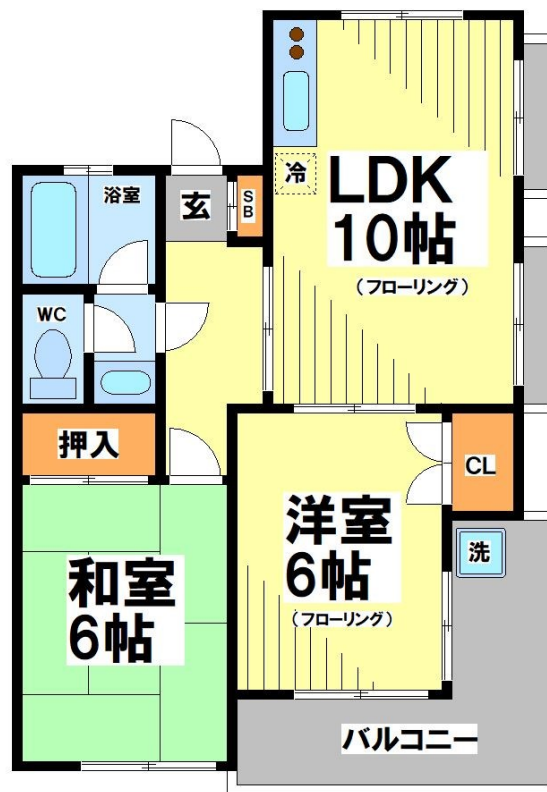 LDK
10帖
(フローリング)
冷
浴室
玄
SB
WC
押入
CL
洋室
6帖
(フローリング)
洗
和室
6帖
バルコニー